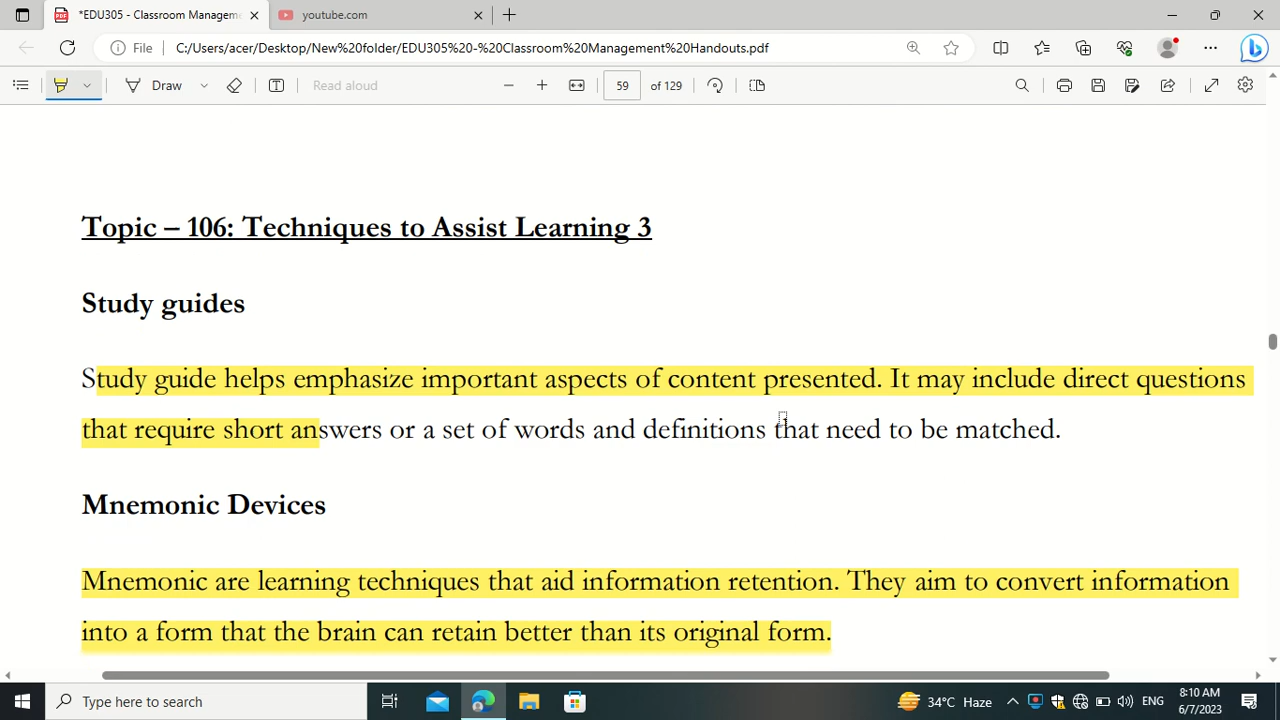 *EDU305 - Classroom Manageme
youtube.com
File
C:/Users/acer/Desktop/New%20folder/EDU305%20-%20Classroom%20Management%20Handouts.pdf
Draw
Read aloud
59 of 129
Topic – 106: Techniques to Assist Learning 3
Study guides
Study guide helps emphasize important aspects of content presented. It may include direct questions
that require short answers or a set of words and definitions that need to be matched.
Mnemonic Devices
Mnemonic are learning techniques that aid information retention. They aim to convert information
into a form that the brain can retain better than its original form.
Type here to search
34°C Haze
ENG
8:10 AM
6/7/2023